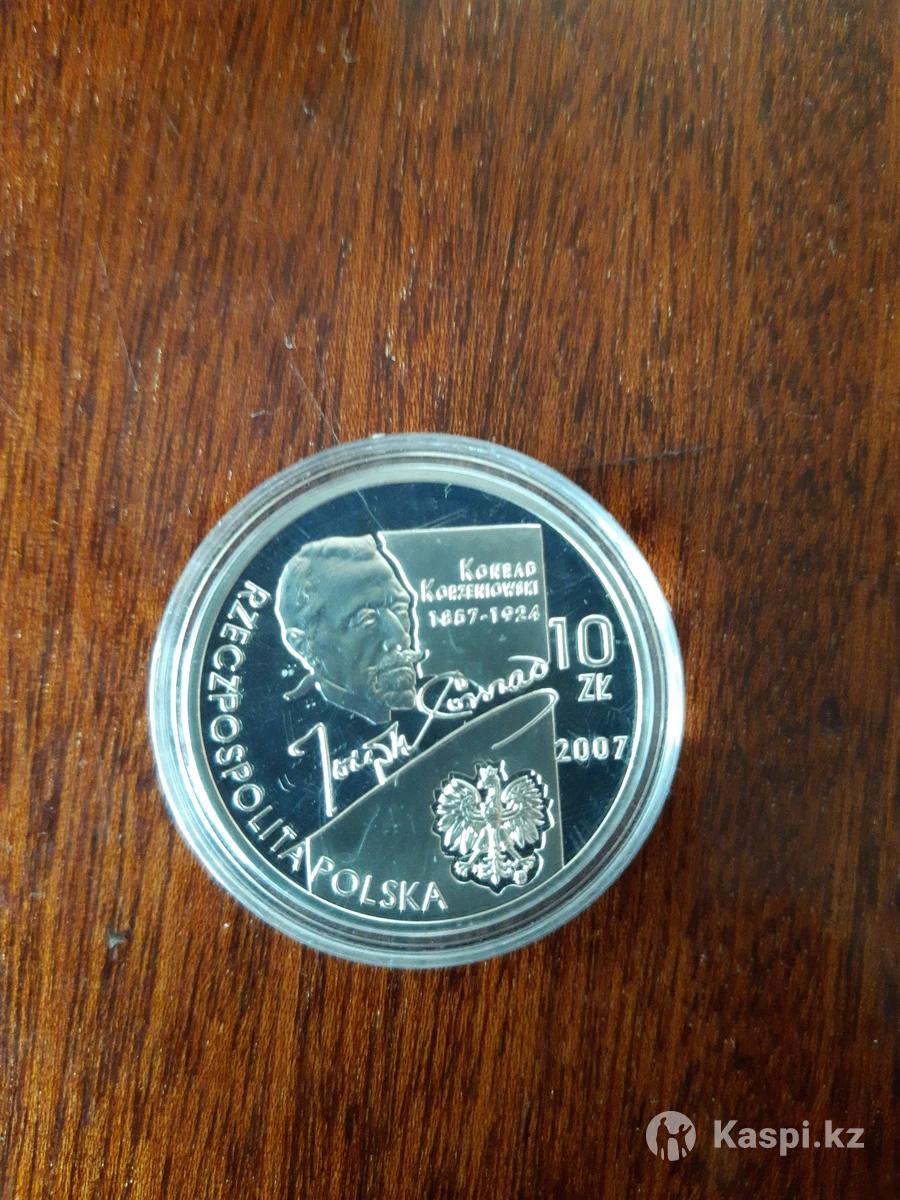 KONRAD
KORZENIOWSKI
1857-1924
10
ZŁ
2007
Joseph Conrad
RZECZPOSPOLITA POLSKA
Kaspi.kz